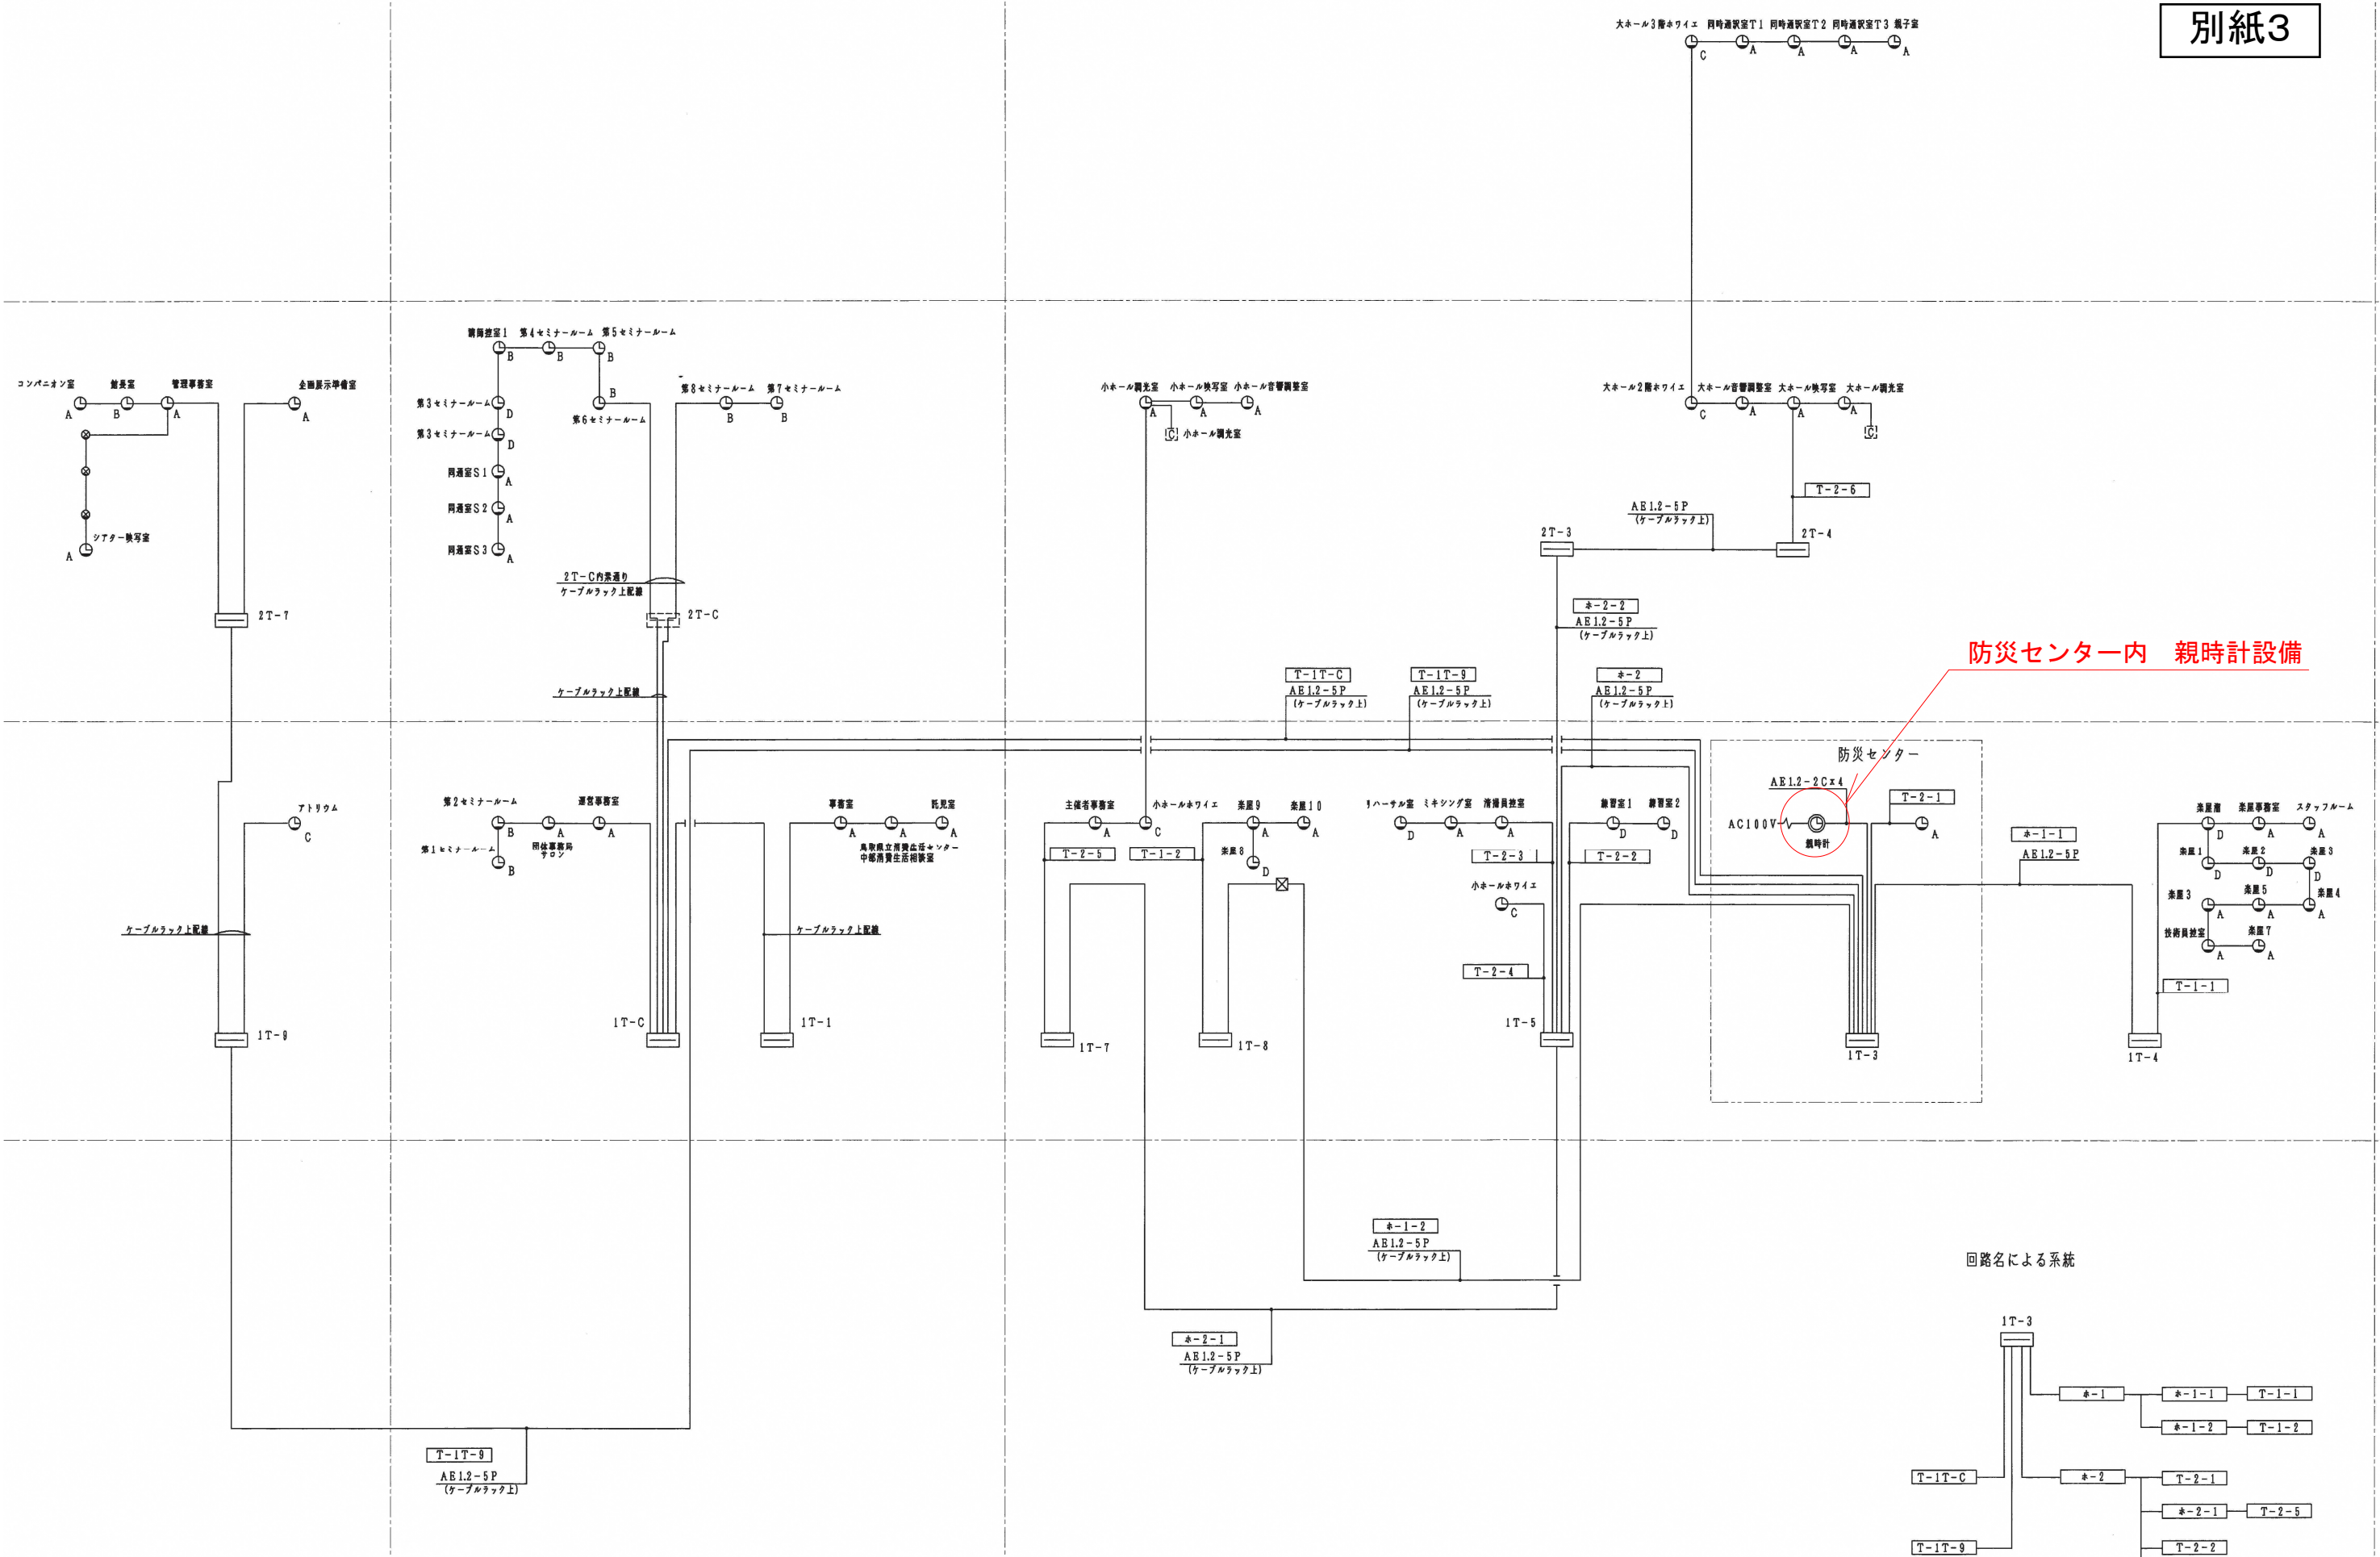 別紙3
大ホール3階ホワイエ 同時通訳室T1 同時通訳室T2 同時通訳室T3 親子室
C A A A A
コンパニオン室 館長室 管理事務室 企画展示準備室
A B A A
シアター映写室
A
2T-7
講師控室1 第4セミナールーム 第5セミナールーム
B B B
第3セミナールーム D
第3セミナールーム D
同通室S1 A
同通室S2 A
同通室S3 A
B
第6セミナールーム
第8セミナールーム 第7セミナールーム
B B
2T-C内素通り
ケーブルラック上配線
2T-C
ケーブルラック上配線
小ホール調光室 小ホール映写室 小ホール音響調整室
A A A
C 小ホール調光室
大ホール2階ホワイエ 大ホール音響調整室 大ホール映写室 大ホール調光室
C A A A
C
T-2-6
AE1.2-5P
(ケーブルラック上)
2T-3
2T-4
ホ-2-2
AE1.2-5P
(ケーブルラック上)
防災センター内 親時計設備
T-1T-C
AE1.2-5P
(ケーブルラック上)
T-1T-9
AE1.2-5P
(ケーブルラック上)
ホ-2
AE1.2-5P
(ケーブルラック上)
アトリウム
C
ケーブルラック上配線
1T-9
第2セミナールーム 運営事務室
B A A
第1セミナールーム 団体事務局
サロン
B
1T-C
事務室 託児室
A A A
鳥取県立消費生活センター
中部消費生活相談室
ケーブルラック上配線
1T-1
主催者事務室 小ホールホワイエ 楽屋9 楽屋10
A C A A
楽屋8
D
T-2-5
T-1-2
1T-7
1T-8
リハーサル室 ミキシング室 清掃員控室
D A A
T-2-3
小ホールホワイエ
C
T-2-4
1T-5
練習室1 練習室2
D D
T-2-2
防災センター
AE1.2-2C×4
AC100V
親時計
T-2-1
A
1T-3
ホ-1-1
AE1.2-5P
楽屋溜 楽屋事務室 スタッフルーム
D A A
楽屋1 楽屋2 楽屋3
D D D
楽屋3 楽屋5 楽屋4
A A A
技術員控室 楽屋7
A A
T-1-1
1T-4
ホ-1-2
AE1.2-5P
(ケーブルラック上)
ホ-2-1
AE1.2-5P
(ケーブルラック上)
T-1T-9
AE1.2-5P
(ケーブルラック上)
回路名による系統
1T-3
ホ-1 ホ-1-1 T-1-1
ホ-1-2 T-1-2
T-1T-C ホ-2 T-2-1
ホ-2-1 T-2-5
T-1T-9 T-2-2